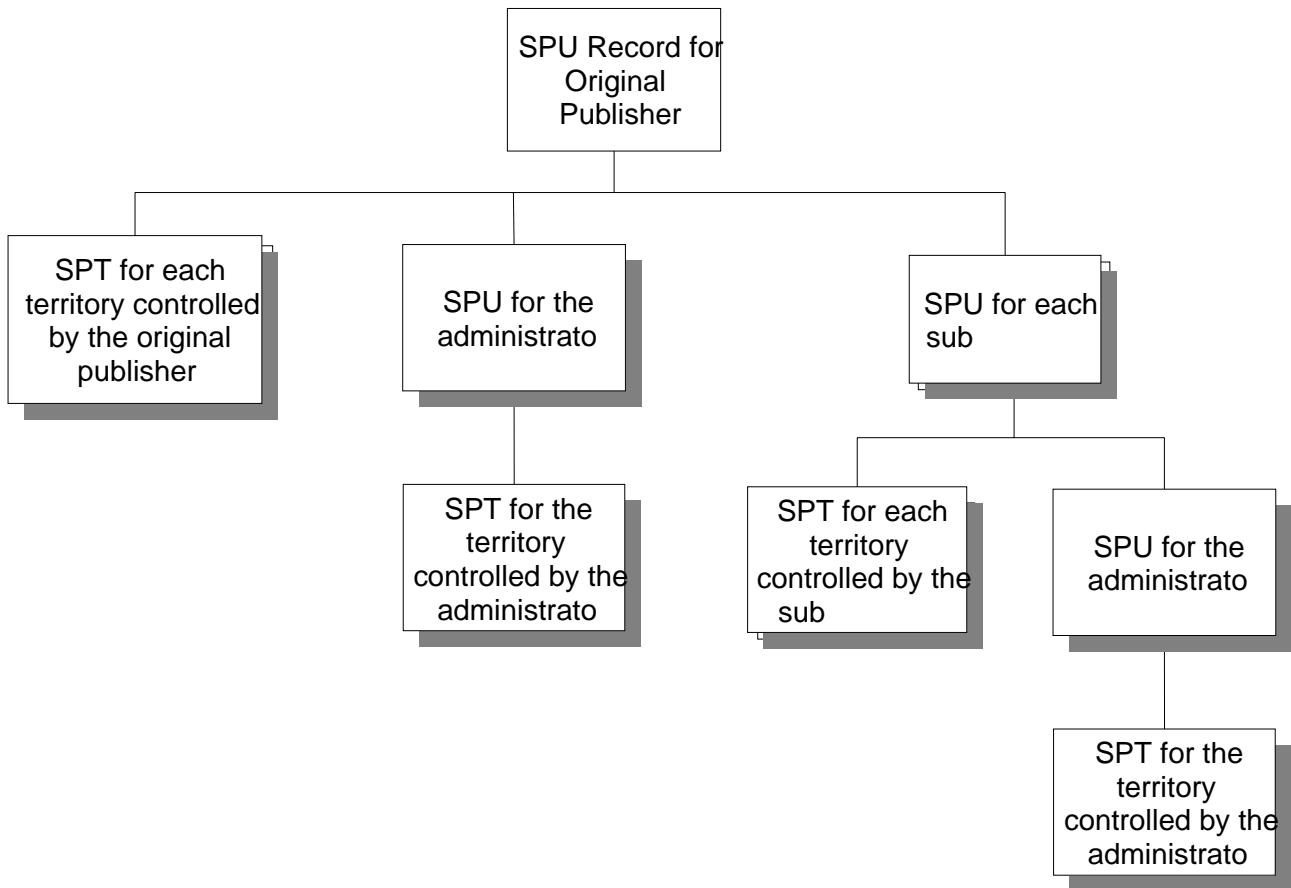 SPU Record for
Original
Publisher
SPT for each
territory controlled
by the original
publisher
SPU for the
administrato
SPU for each
sub
SPT for the
territory
controlled by the
administrato
SPT for each
territory
controlled by the
sub
SPU for the
administrato
SPT for the
territory
controlled by the
administrato